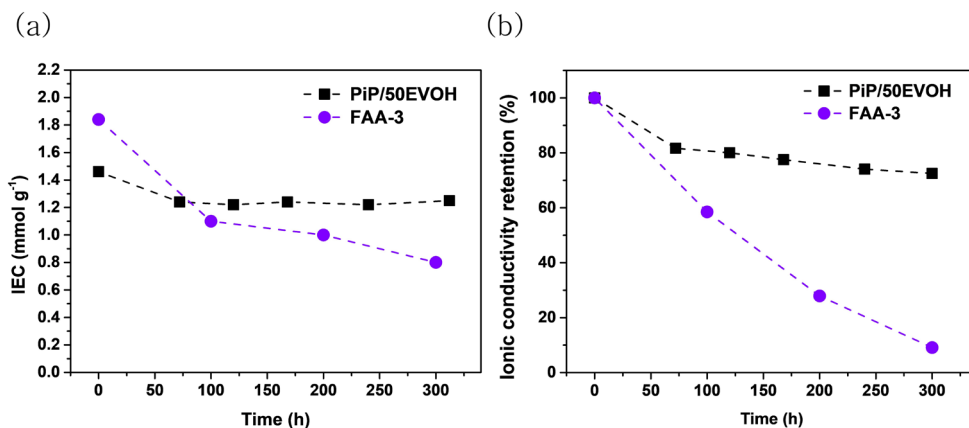 (a)
IEC (mmol g⁻¹)
2.2
2.0
1.8
1.6
1.4
1.2
1.0
0.8
0.6
0.4
0.2
0.0
PiP/50EVOH
FAA-3
0 50 100 150 200 250 300
Time (h)
(b)
Ionic conductivity retention (%)
100
80
60
40
20
0
PiP/50EVOH
FAA-3
0 50 100 150 200 250 300
Time (h)